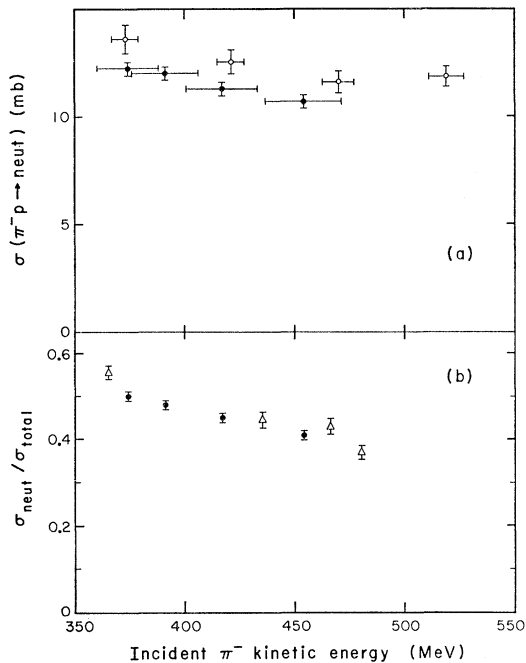 10
5
0
σ (π⁻p → neut) (mb)
(a)
0.6
0.4
0.2
0
σneut / σtotal
(b)
350 400 450 500 550
Incident π⁻ kinetic energy (MeV)